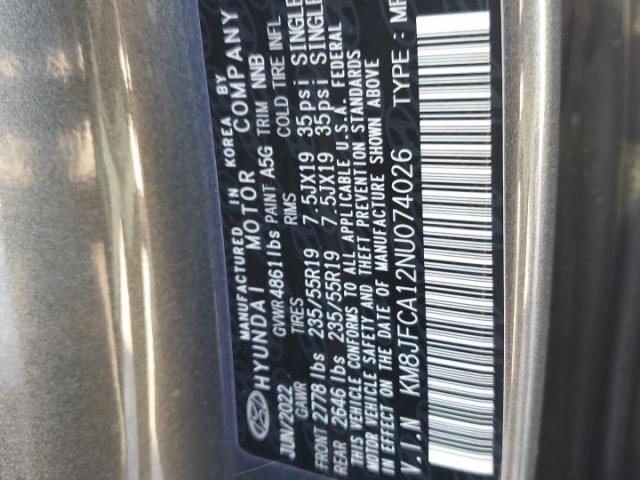 MANUFACTURED IN KOREA BY
HYUNDAI MOTOR COMPANY
JUN/2022 GVWR 4861lbs PAINT A5G TRIM NNB
GAWR TIRES RIMS COLD TIRE INFL
FRONT 2778 lbs 235/55R19 7.5JX19 35psi SINGLE
REAR 2646 lbs 235/55R19 7.5JX19 35psi SINGLE
THIS VEHICLE CONFORMS TO ALL APPLICABLE U.S.A. FEDERAL
MOTOR VEHICLE SAFETY AND THEFT PREVENTION STANDARDS
IN EFFECT ON THE DATE OF MANUFACTURE SHOWN ABOVE
V.I.N KM8JFCA12NU074026 TYPE :